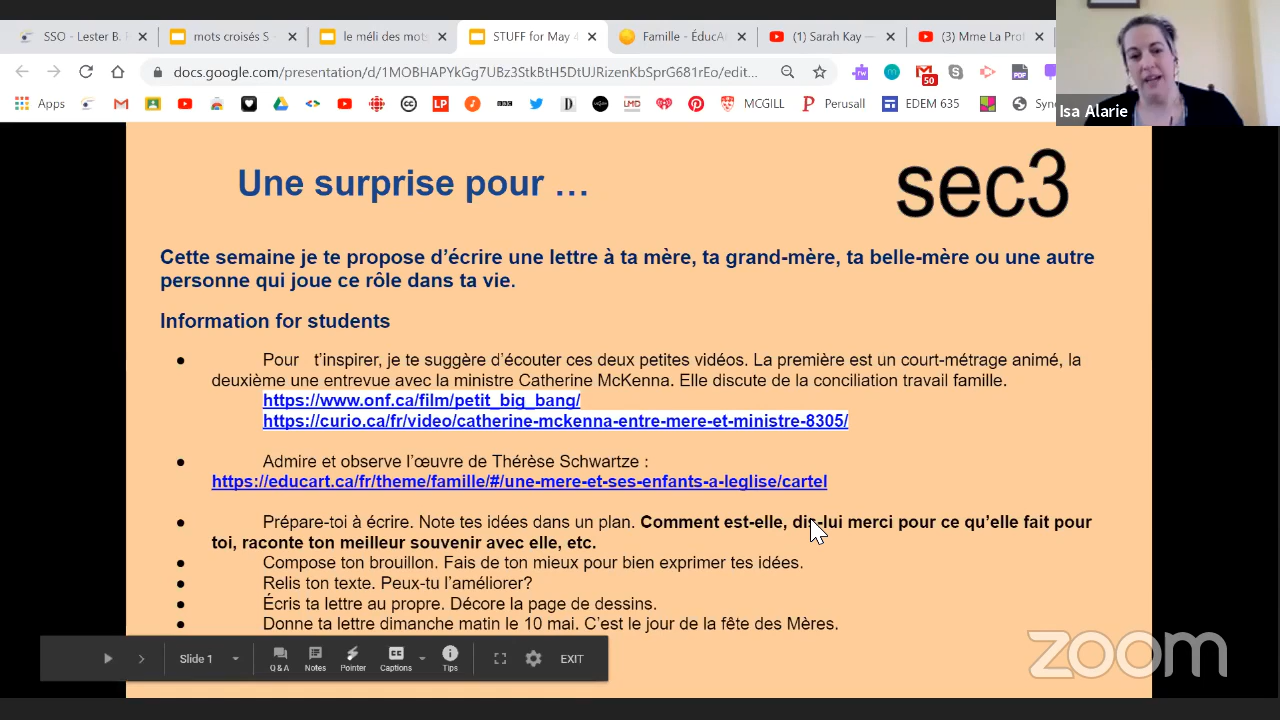 SSO - Lester B.
mots croisés S -
le méli des mots
STUFF for May 4
Famille - ÉducA
(1) Sarah Kay —
(3) Mme La Prof
docs.google.com/presentation/d/1MOBHAPYkGg7UBz3StkBtH5DtUJRizenKbSprG681rEo/edit...
50
PDF
Apps
LP
BBC
LMD
MCGILL
Perusall
EDEM 635
Isa Alarie
Une surprise pour …
sec3
Cette semaine je te propose d’écrire une lettre à ta mère, ta grand-mère, ta belle-mère ou une autre
personne qui joue ce rôle dans ta vie.
Information for students
● Pour t’inspirer, je te suggère d’écouter ces deux petites vidéos. La première est un court-métrage animé, la
deuxième une entrevue avec la ministre Catherine McKenna. Elle discute de la conciliation travail famille.
https://www.onf.ca/film/petit_big_bang/
https://curio.ca/fr/video/catherine-mckenna-entre-mere-et-ministre-8305/
● Admire et observe l’œuvre de Thérèse Schwartze :
https://educart.ca/fr/theme/famille/#/une-mere-et-ses-enfants-a-leglise/cartel
● Prépare-toi à écrire. Note tes idées dans un plan. Comment est-elle, dis-lui merci pour ce qu’elle fait pour
toi, raconte ton meilleur souvenir avec elle, etc.
● Compose ton brouillon. Fais de ton mieux pour bien exprimer tes idées.
● Relis ton texte. Peux-tu l’améliorer?
● Écris ta lettre au propre. Décore la page de dessins.
● Donne ta lettre dimanche matin le 10 mai. C’est le jour de la fête des Mères.
Slide 1
Q & A
Notes
Pointer
Captions
Tips
EXIT
zoom